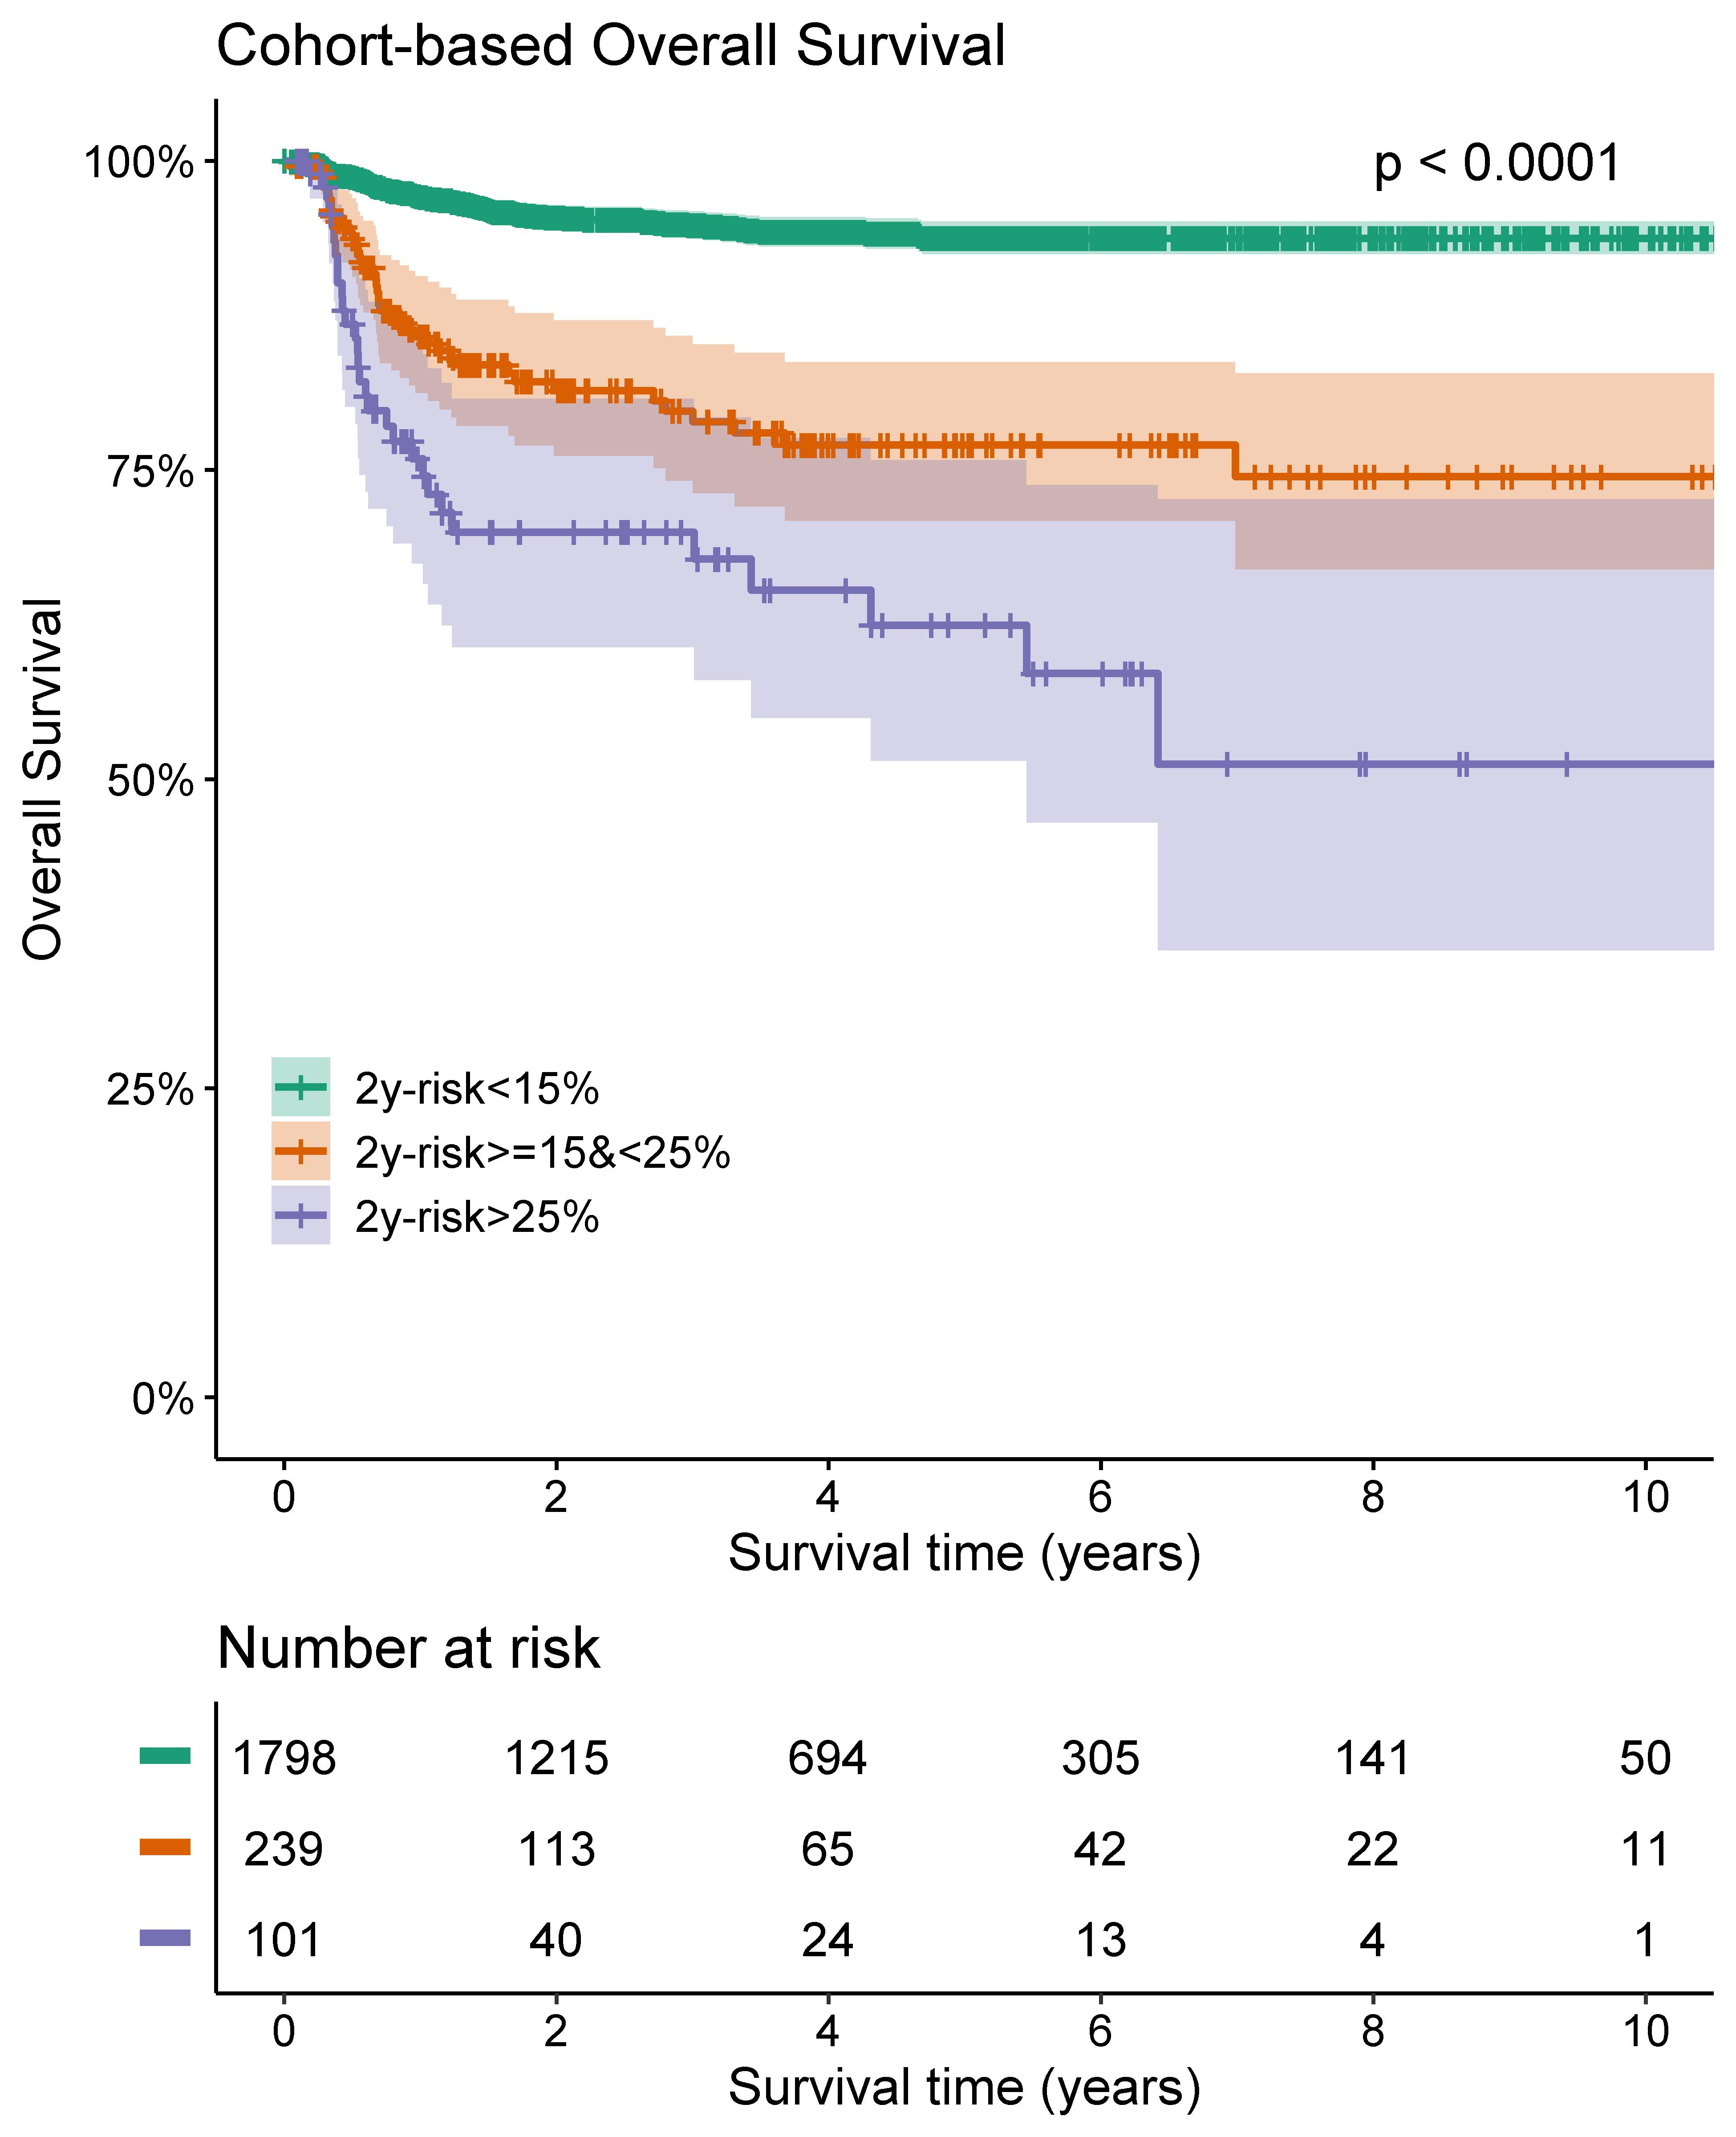 Cohort-based Overall Survival
p < 0.0001
100%
75%
50%
25%
0%
Overall Survival
2y-risk<15%
2y-risk>=15&<25%
2y-risk>25%
0 2 4 6 8 10
Survival time (years)
Number at risk
1798 1215 694 305 141 50
239 113 65 42 22 11
101 40 24 13 4 1
0 2 4 6 8 10
Survival time (years)